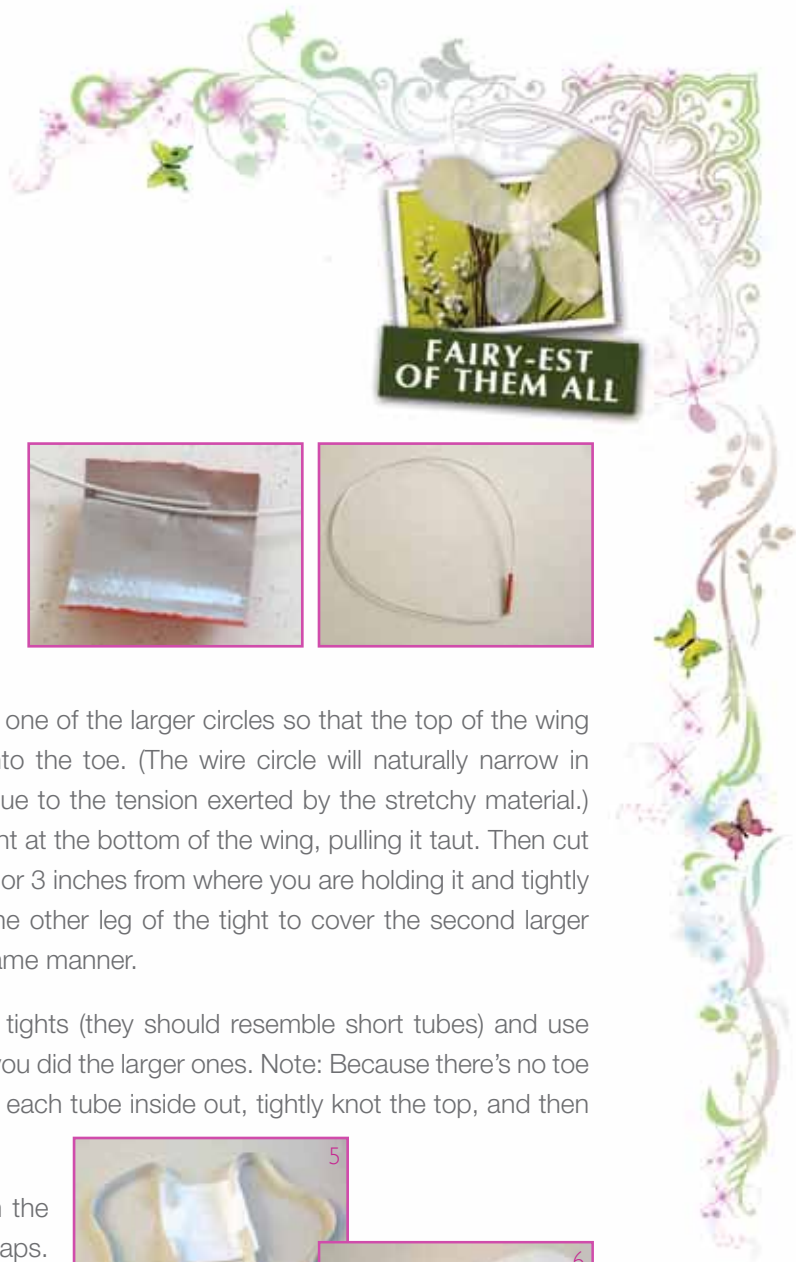 FAIRY-EST
OF THEM ALL
one of the larger circles so that the top of the wing
to the toe. (The wire circle will naturally narrow in
ue to the tension exerted by the stretchy material.)
nt at the bottom of the wing, pulling it taut. Then cut
or 3 inches from where you are holding it and tightly
he other leg of the tight to cover the second larger
ame manner.
tights (they should resemble short tubes) and use
you did the larger ones. Note: Because there's no toe
each tube inside out, tightly knot the top, and then
5
the
aps.
6